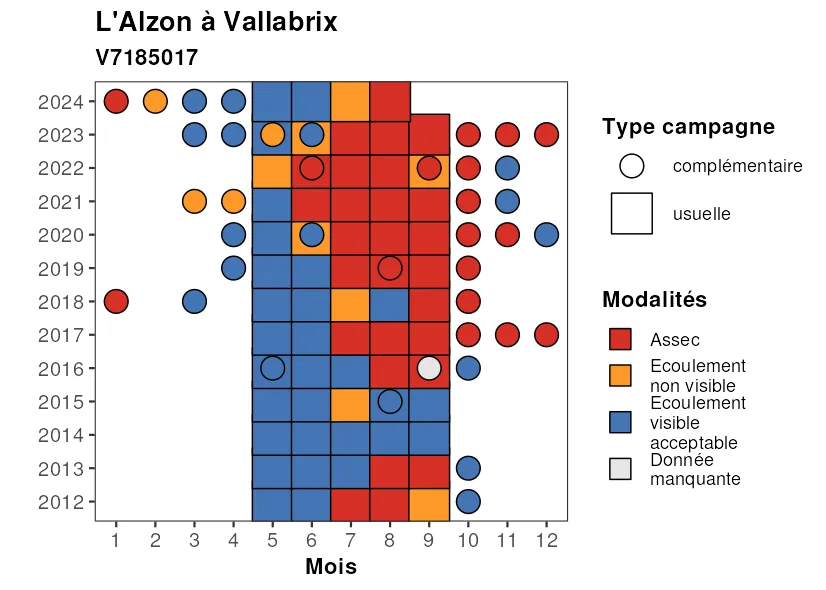 L'Alzon à Vallabrix
V7185017
2024
2023
2022
2021
2020
2019
2018
2017
2016
2015
2014
2013
2012
1 2 3 4 5 6 7 8 9 10 11 12
Mois
Type campagne
complémentaire
usuelle
Modalités
Assec
Ecoulement
non visible
Ecoulement
visible
acceptable
Donnée
manquante